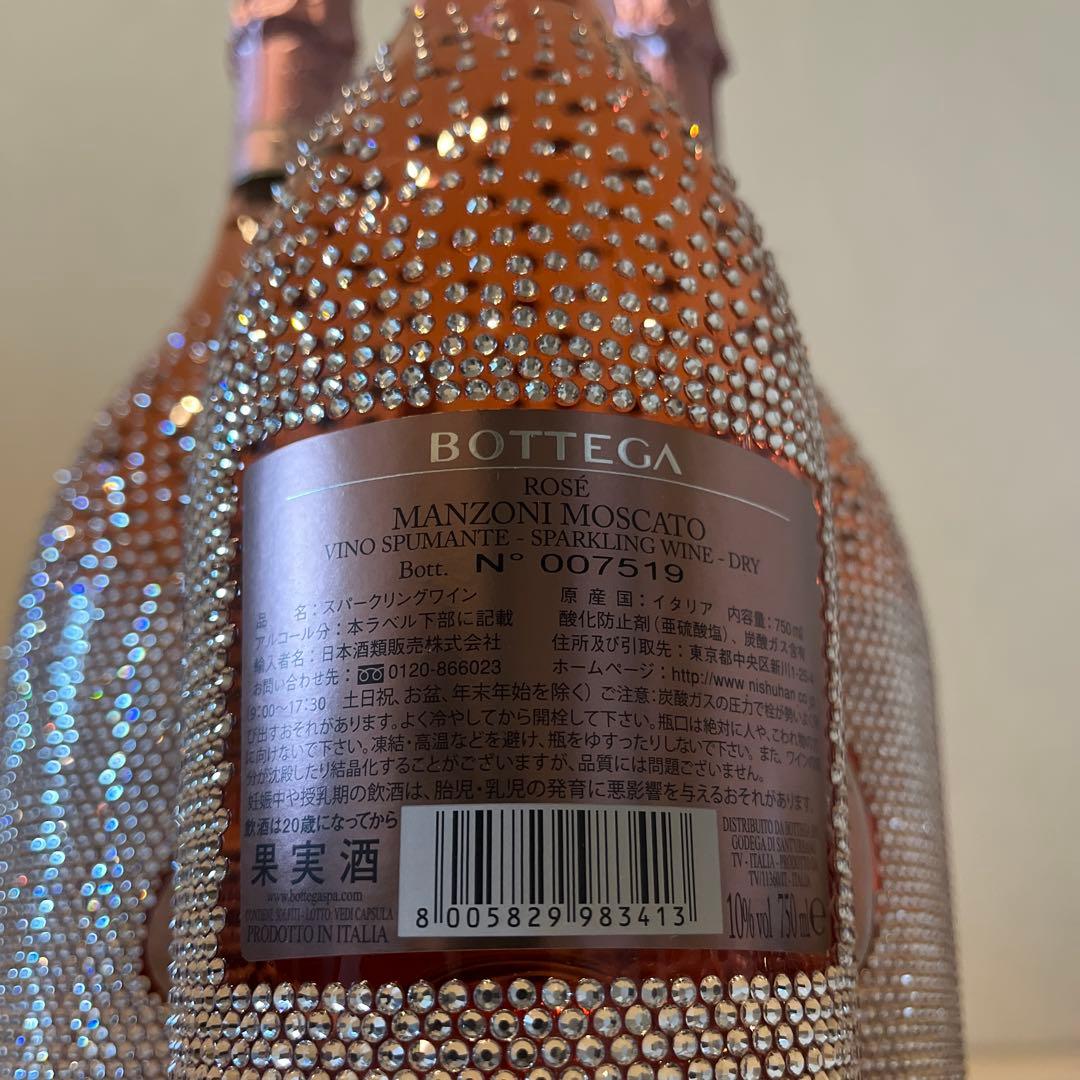 BOTTEGA
ROSÉ
MANZONI MOSCATO
VINO SPUMANTE - SPARKLING WINE - DRY
Bott. N° 007519
品 名：スパークリングワイン 原産国：イタリア 内容量：750ml
アルコール分：本ラベル下部に記載 酸化防止剤（亜硫酸塩）、炭酸ガス含有
輸入者名：日本酒類販売株式会社 住所及び引取先：東京都中央区新川1-25-4
お問い合わせ先：0120-866023 ホームページ：http://www.nishuhan.co
(9:00〜17:30 土日祝、お盆、年末年始を除く) ご注意：炭酸ガスの圧力で栓が勢いよく
び出すおそれがあります。よく冷やしてから開栓して下さい。瓶口は絶対に人や、こわれ物の
に向けないで下さい。凍結・高温などを避け、瓶をゆすったりしないで下さい。また、ワインの
分が沈殿したり結晶化することがございますが、品質には問題ございません。
妊娠中や授乳期の飲酒は、胎児・乳児の発育に悪影響を与えるおそれがあります。
飲酒は20歳になってから
果実酒
www.bottegaspa.com
CONTIENE SOLFITI - LOTTO: VEDI CAPSULA
PRODOTTO IN ITALIA
8 005829 983413
DISTRIBUITO DA BOTTEGA
GODEGA DI SANT'URBANO
TV - ITALIA - PRODOTTO DA
TV/11360/IT - ITALIA
10% vol 750 ml e